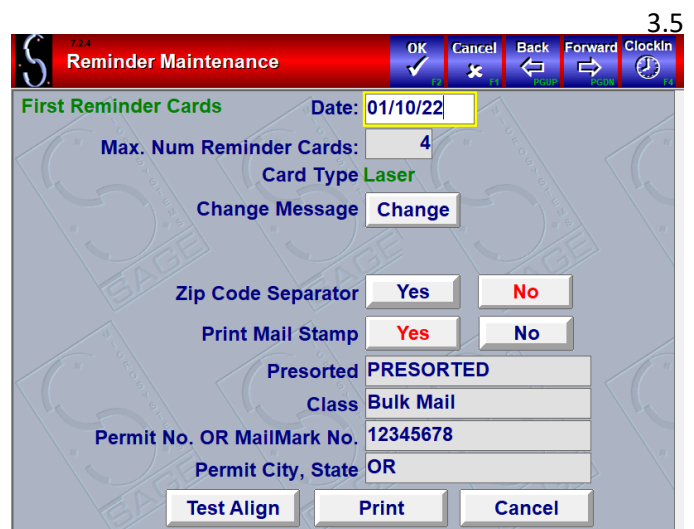 3.5
7.2.4
Reminder Maintenance
OK Cancel Back Forward ClockIn
F2 F1 PGUP PGDN F4
First Reminder Cards Date: 01/10/22
Max. Num Reminder Cards: 4
Card Type Laser
Change Message Change
Zip Code Separator Yes No
Print Mail Stamp Yes No
Presorted PRESORTED
Class Bulk Mail
Permit No. OR MailMark No. 12345678
Permit City, State OR
Test Align Print Cancel